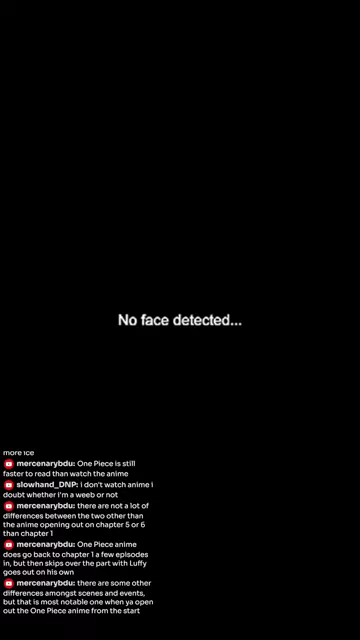 No face detected...
more ice
mercenarybdu: One Piece is still
faster to read than watch the anime
slowhand_DNP: i don't watch anime i
doubt whether i'm a weeb or not
mercenarybdu: there are not a lot of
differences between the two other than
the anime opening out on chapter 5 or 6
than chapter 1
mercenarybdu: One Piece anime
does go back to chapter 1 a few episodes
in, but then skips over the part with Luffy
goes out on his own
mercenarybdu: there are some other
differences amongst scenes and events,
but that is most notable one when ya open
out the One Piece anime from the start